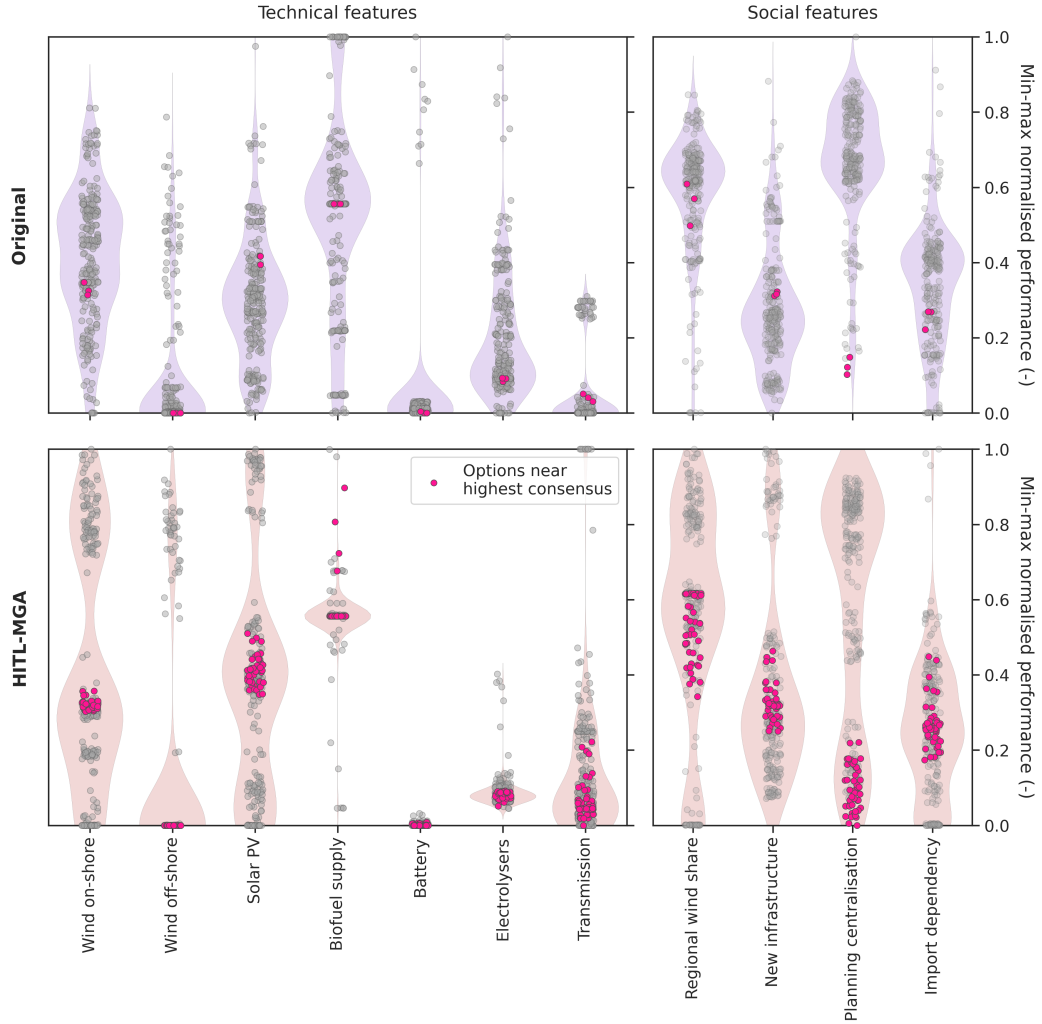 Technical features
Social features
Original
1.0
0.8
0.6
0.4
0.2
0.0
Min-max normalised performance (-)
HITL-MGA
Options near
highest consensus
1.0
0.8
0.6
0.4
0.2
0.0
Min-max normalised performance (-)
Wind on-shore
Wind off-shore
Solar PV
Biofuel supply
Battery
Electrolysers
Transmission
Regional wind share
New infrastructure
Planning centralisation
Import dependency